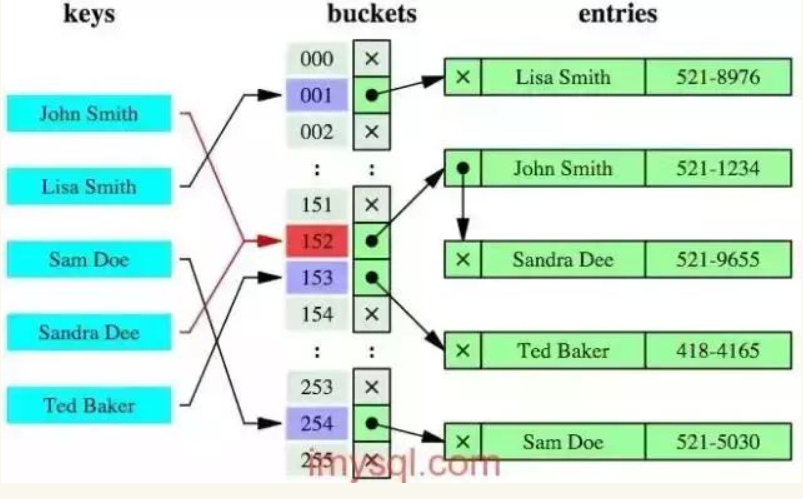 keys buckets entries
000 ×
001 × Lisa Smith 521-8976
John Smith
002 ×
: :
John Smith 521-1234
Lisa Smith
151 ×
152
Sam Doe
× Sandra Dee 521-9655
153
154 ×
Sandra Dee
: :
× Ted Baker 418-4165
253 ×
Ted Baker
254
× Sam Doe 521-5030
255 ×
imysql.com